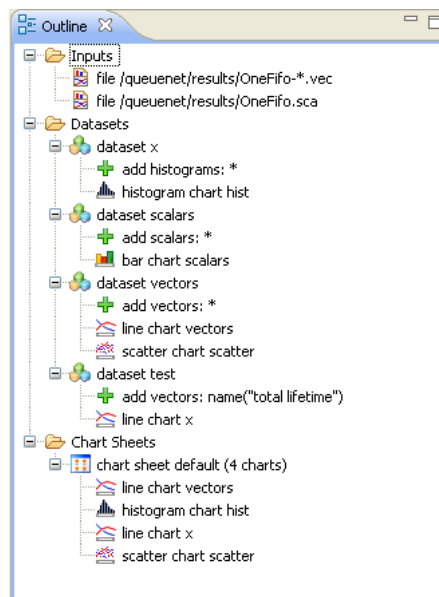 Outline
Inputs
file /queuenet/results/OneFifo-*.vec
file /queuenet/results/OneFifo.sca
Datasets
dataset x
add histograms: *
histogram chart hist
dataset scalars
add scalars: *
bar chart scalars
dataset vectors
add vectors: *
line chart vectors
scatter chart scatter
dataset test
add vectors: name("total lifetime")
line chart x
Chart Sheets
chart sheet default (4 charts)
line chart vectors
histogram chart hist
line chart x
scatter chart scatter